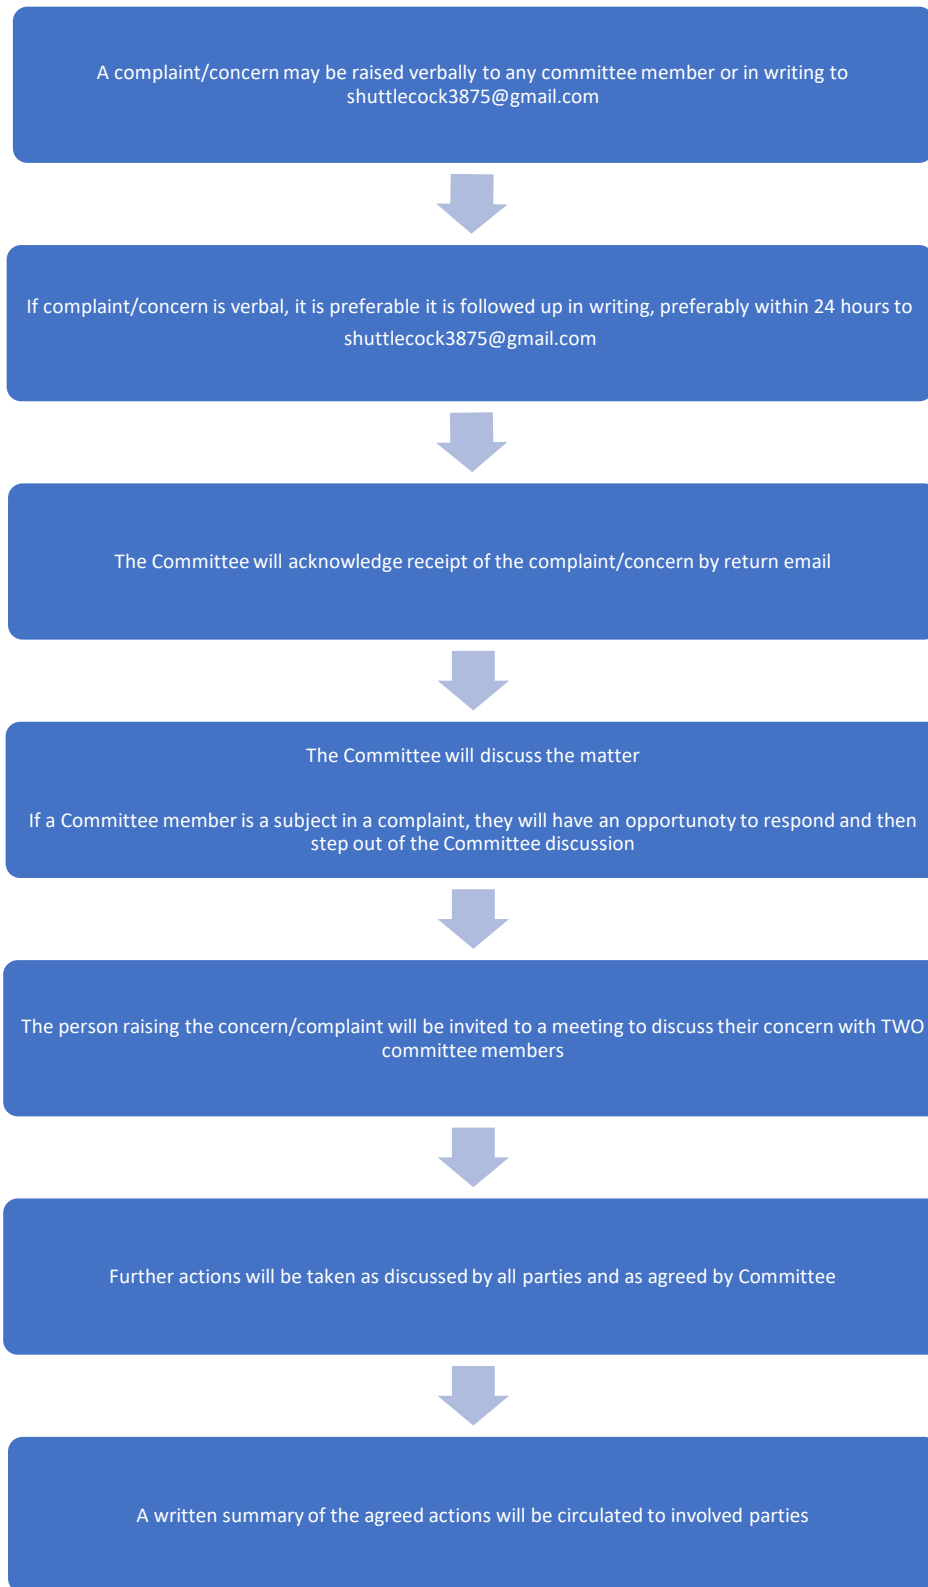 A complaint/concern may be raised verbally to any committee member or in writing to
shuttlecock3875@gmail.com
If complaint/concern is verbal, it is preferable it is followed up in writing, preferably within 24 hours to
shuttlecock3875@gmail.com
The Committee will acknowledge receipt of the complaint/concern by return email
The Committee will discuss the matter
If a Committee member is a subject in a complaint, they will have an opportunoty to respond and then
step out of the Committee discussion
The person raising the concern/complaint will be invited to a meeting to discuss their concern with TWO
committee members
Further actions will be taken as discussed by all parties and as agreed by Committee
A written summary of the agreed actions will be circulated to involved parties